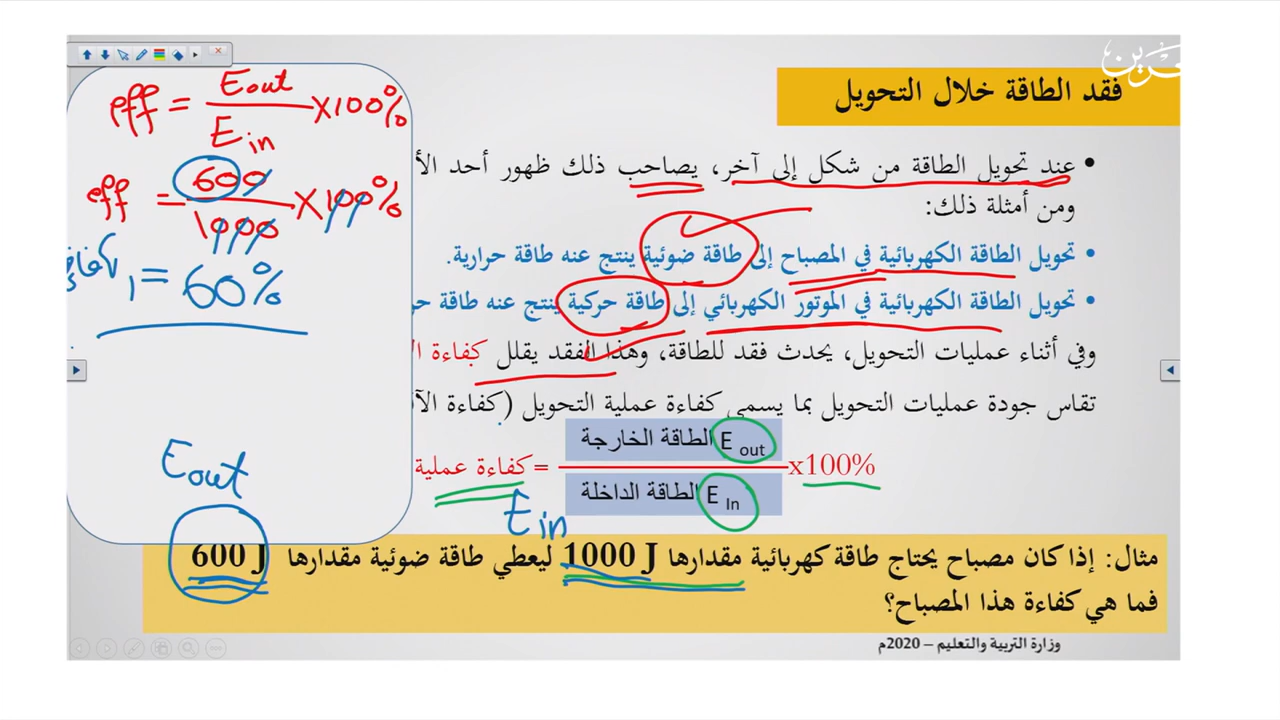 فقد الطاقة خلال التحويل
• عند تحويل الطاقة من شكل إلى آخر، يصاحب ذلك ظهور أحد
ومن أمثلة ذلك:
• تحويل الطاقة الكهربائية في المصباح إلى طاقة ضوئية ينتج عنه طاقة حرارية.
• تحويل الطاقة الكهربائية في الموتور الكهربائي إلى طاقة حركية ينتج عنه طاقة
وفي أثناء عمليات التحويل، يحدث فقد للطاقة، وهذا الفقد يقلل كفاءة
تقاس جودة عمليات التحويل بما يسمى كفاءة عملية التحويل (كفاءة
الطاقة الخارجة E out
كفاءة عملية = x100%
الطاقة الداخلة E In
E in
مثال: إذا كان مصباح يحتاج طاقة كهربائية مقدارها 1000 J ليعطي طاقة ضوئية مقدارها 600 J
فما هي كفاءة هذا المصباح؟
وزارة التربية والتعليم – 2020م
eff = Eout X100%
Ein
eff = 600 X100%
1000
= 60%
Eout